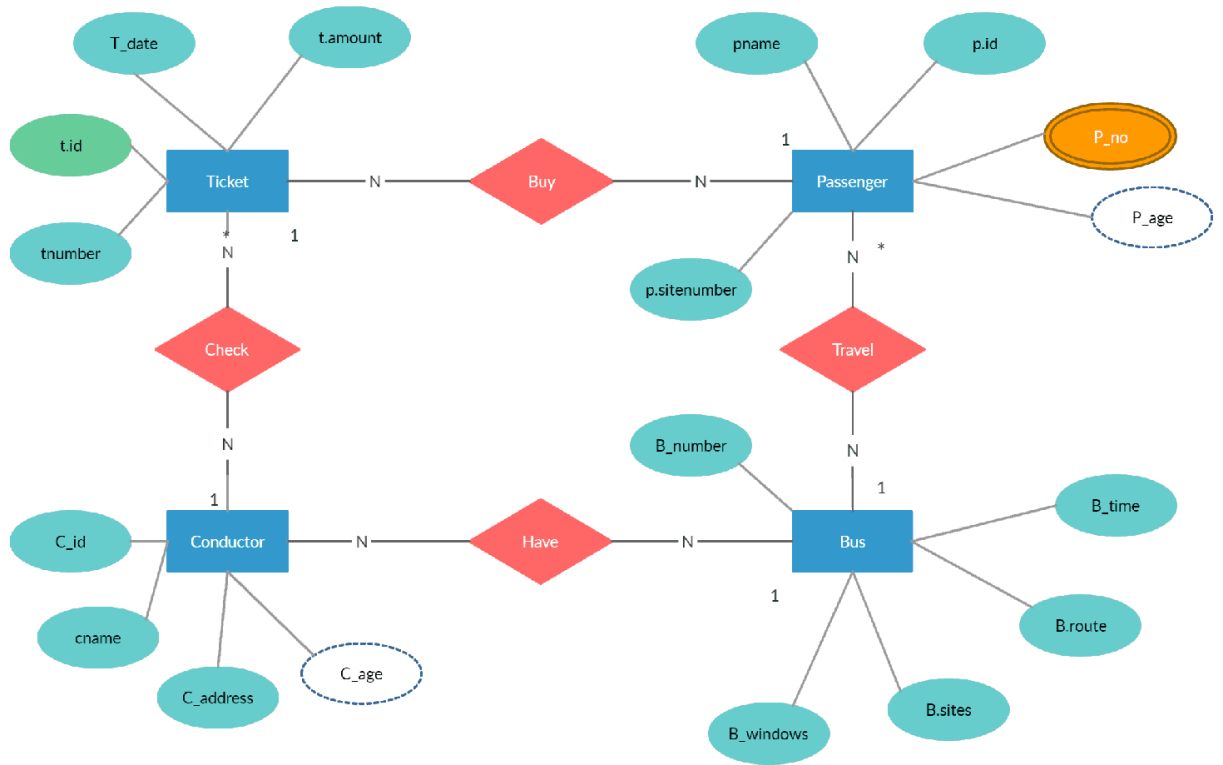 T_date
t.amount
pname
p.id
t.id
P_no
1
Ticket
N
Buy
N
Passenger
P_age
tnumber
*
1
N
*
N
p.sitenumber
Check
Travel
N
B_number
N
1
1
B_time
C_id
Conductor
N
Have
N
Bus
1
B.route
cname
C_age
C_address
B.sites
B_windows